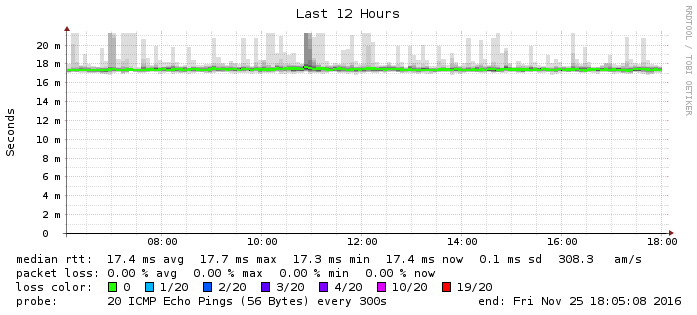 Last 12 Hours
RRDTOOL / TOBI OETIKER
Seconds
20 m
18 m
16 m
14 m
12 m
10 m
8 m
6 m
4 m
2 m
0
08:00 10:00 12:00 14:00 16:00 18:00
median rtt: 17.4 ms avg 17.7 ms max 17.3 ms min 17.4 ms now 0.1 ms sd 308.3 am/s
packet loss: 0.00 % avg 0.00 % max 0.00 % min 0.00 % now
loss color: 0 1/20 2/20 3/20 4/20 10/20 19/20
probe: 20 ICMP Echo Pings (56 Bytes) every 300s end: Fri Nov 25 18:05:08 2016